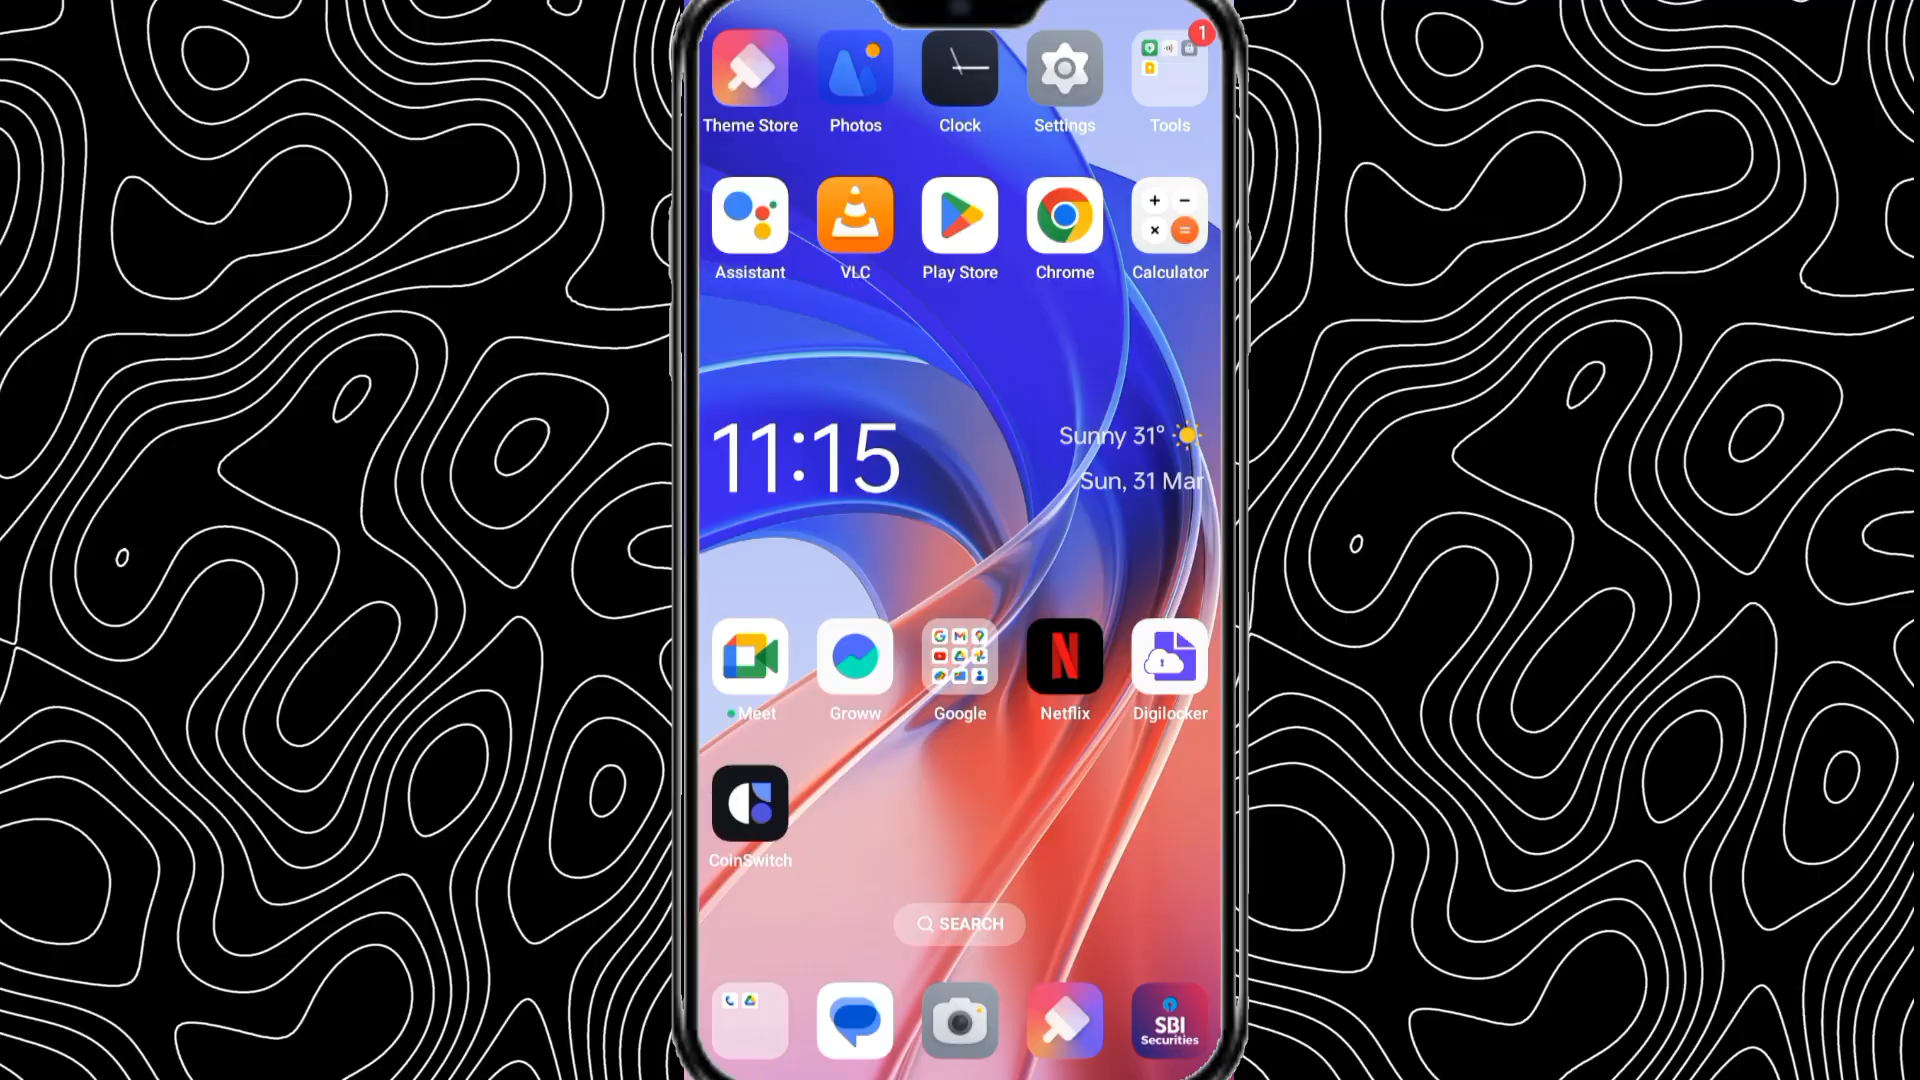 1
Theme Store
Photos
Clock
Settings
Tools
Assistant
VLC
Play Store
Chrome
Calculator
11:15
Sunny 31°
Sun, 31 Mar
Meet
Groww
Google
Netflix
Digilocker
CoinSwitch
SEARCH
SBI
Securities